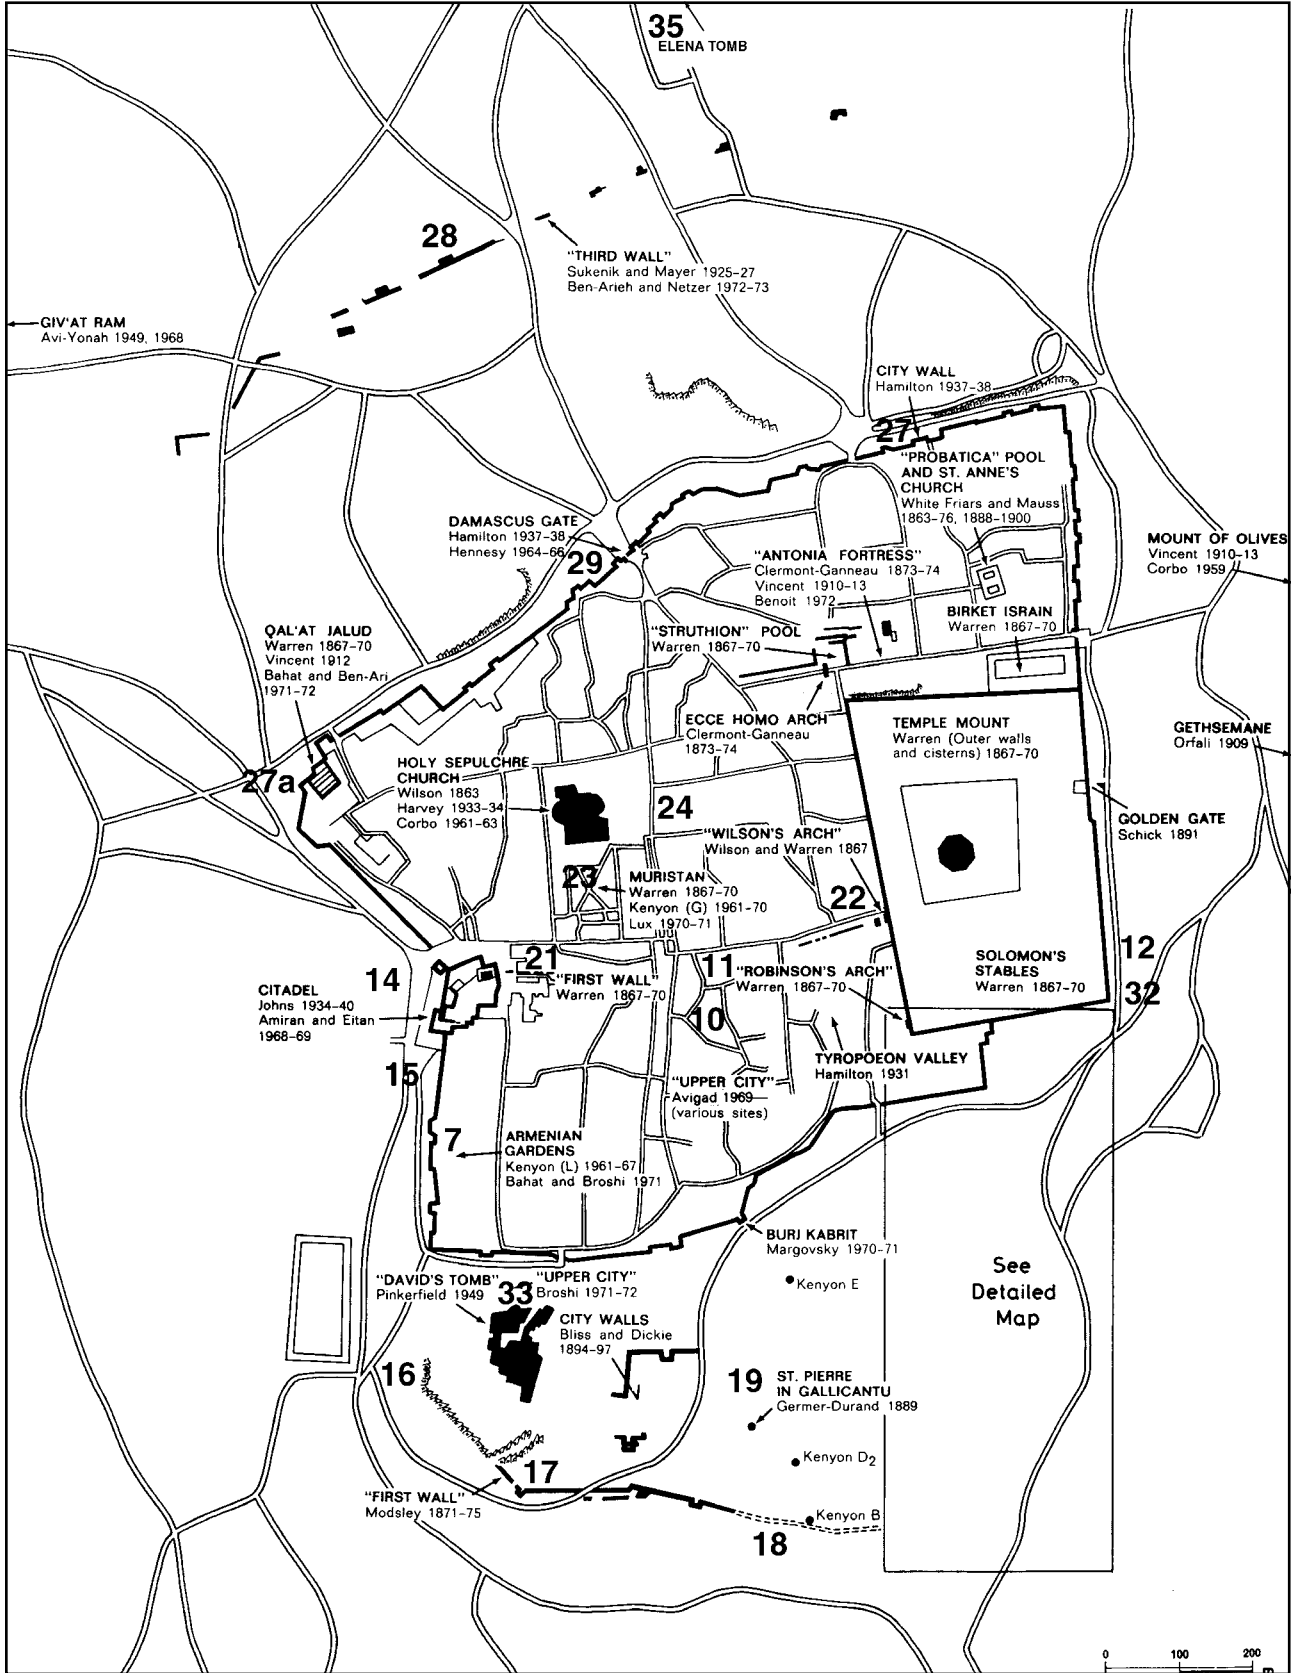 35
ELENA TOMB
28
"THIRD WALL"
Sukenik and Mayer 1925-27
Ben-Arieh and Netzer 1972-73
GIV'AT RAM
Avi-Yonah 1949, 1968
CITY WALL
Hamilton 1937-38
27
"PROBATICA" POOL
AND ST. ANNE'S
CHURCH
White Friars and Mauss
1863-76, 1888-1900
DAMASCUS GATE
Hamilton 1937-38
Hennesy 1964-66
29
"ANTONIA FORTRESS"
Clermont-Ganneau 1873-74
Vincent 1910-13
Benoit 1972
MOUNT OF OLIVES
Vincent 1910-13
Corbo 1959
BIRKET ISRAIN
Warren 1867-70
QAL'AT JALUD
Warren 1867-70
Vincent 1912
Bahat and Ben-Ari
1971-72
"STRUTHION" POOL
Warren 1867-70
ECCE HOMO ARCH
Clermont-Ganneau
1873-74
TEMPLE MOUNT
Warren (Outer walls
and cisterns) 1867-70
GETHSEMANE
Orfali 1909
27a
HOLY SEPULCHRE
CHURCH
Wilson 1863
Harvey 1933-34
Corbo 1961-63
24
GOLDEN GATE
Schick 1891
"WILSON'S ARCH"
Wilson and Warren 1867
23
MURISTAN
Warren 1867-70
Kenyon (G) 1961-70
Lux 1970-71
22
14
21
"FIRST WALL"
Warren 1867-70
11
"ROBINSON'S ARCH"
Warren 1867-70
SOLOMON'S
STABLES
Warren 1867-70
12
32
CITADEL
Johns 1934-40
Amiran and Eitan
1968-69
10
15
TYROPOEON VALLEY
Hamilton 1931
"UPPER CITY"
Avigad 1969—
(various sites)
7
ARMENIAN
GARDENS
Kenyon (L) 1961-67
Bahat and Broshi 1971
BURJ KABRIT
Margovsky 1970-71
Kenyon E
See
Detailed
Map
"DAVID'S TOMB"
Pinkerfield 1949
33
"UPPER CITY"
Broshi 1971-72
CITY WALLS
Bliss and Dickie
1894-97
16
19
ST. PIERRE
IN GALLICANTU
Germer-Durand 1889
Kenyon D2
17
"FIRST WALL"
Modsley 1871-75
Kenyon B
18
0 100 200
m